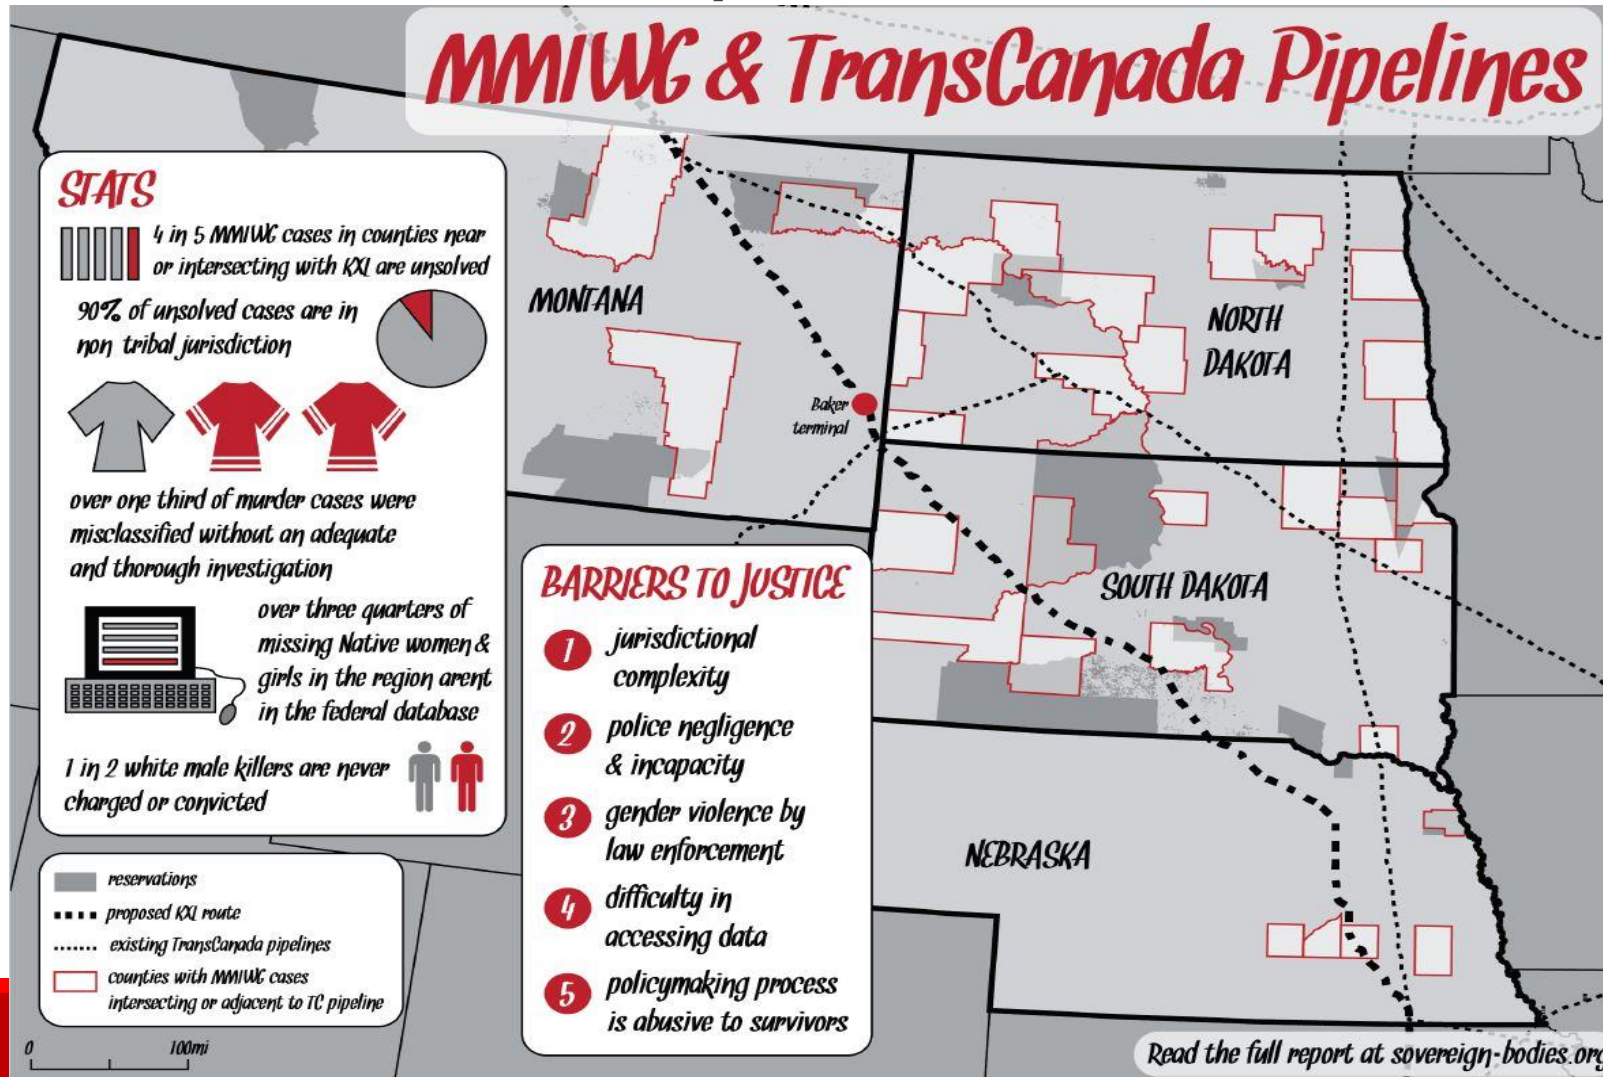 MMIWG & TransCanada Pipelines
STATS
4 in 5 MMIWG cases in counties near
or intersecting with KXL are unsolved
90% of unsolved cases are in
non tribal jurisdiction
over one third of murder cases were
misclassified without an adequate
and thorough investigation
over three quarters of
missing Native women &
girls in the region arent
in the federal database
1 in 2 white male killers are never
charged or convicted
reservations
proposed KXL route
existing TransCanada pipelines
counties with MMIWG cases
intersecting or adjacent to TC pipeline
0 100mi
BARRIERS TO JUSTICE
1 jurisdictional
complexity
2 police negligence
& incapacity
3 gender violence by
law enforcement
4 difficulty in
accessing data
5 policymaking process
is abusive to survivors
MONTANA
NORTH
DAKOTA
Baker
terminal
SOUTH DAKOTA
NEBRASKA
Read the full report at sovereign-bodies.org